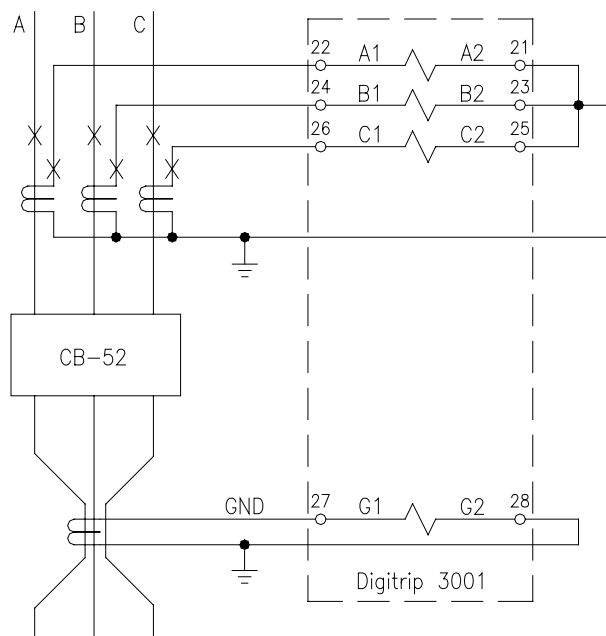 A B C
22 A1 A2 21
24 B1 B2 23
26 C1 C2 25
CB-52
GND 27 G1 G2 28
Digitrip 3001